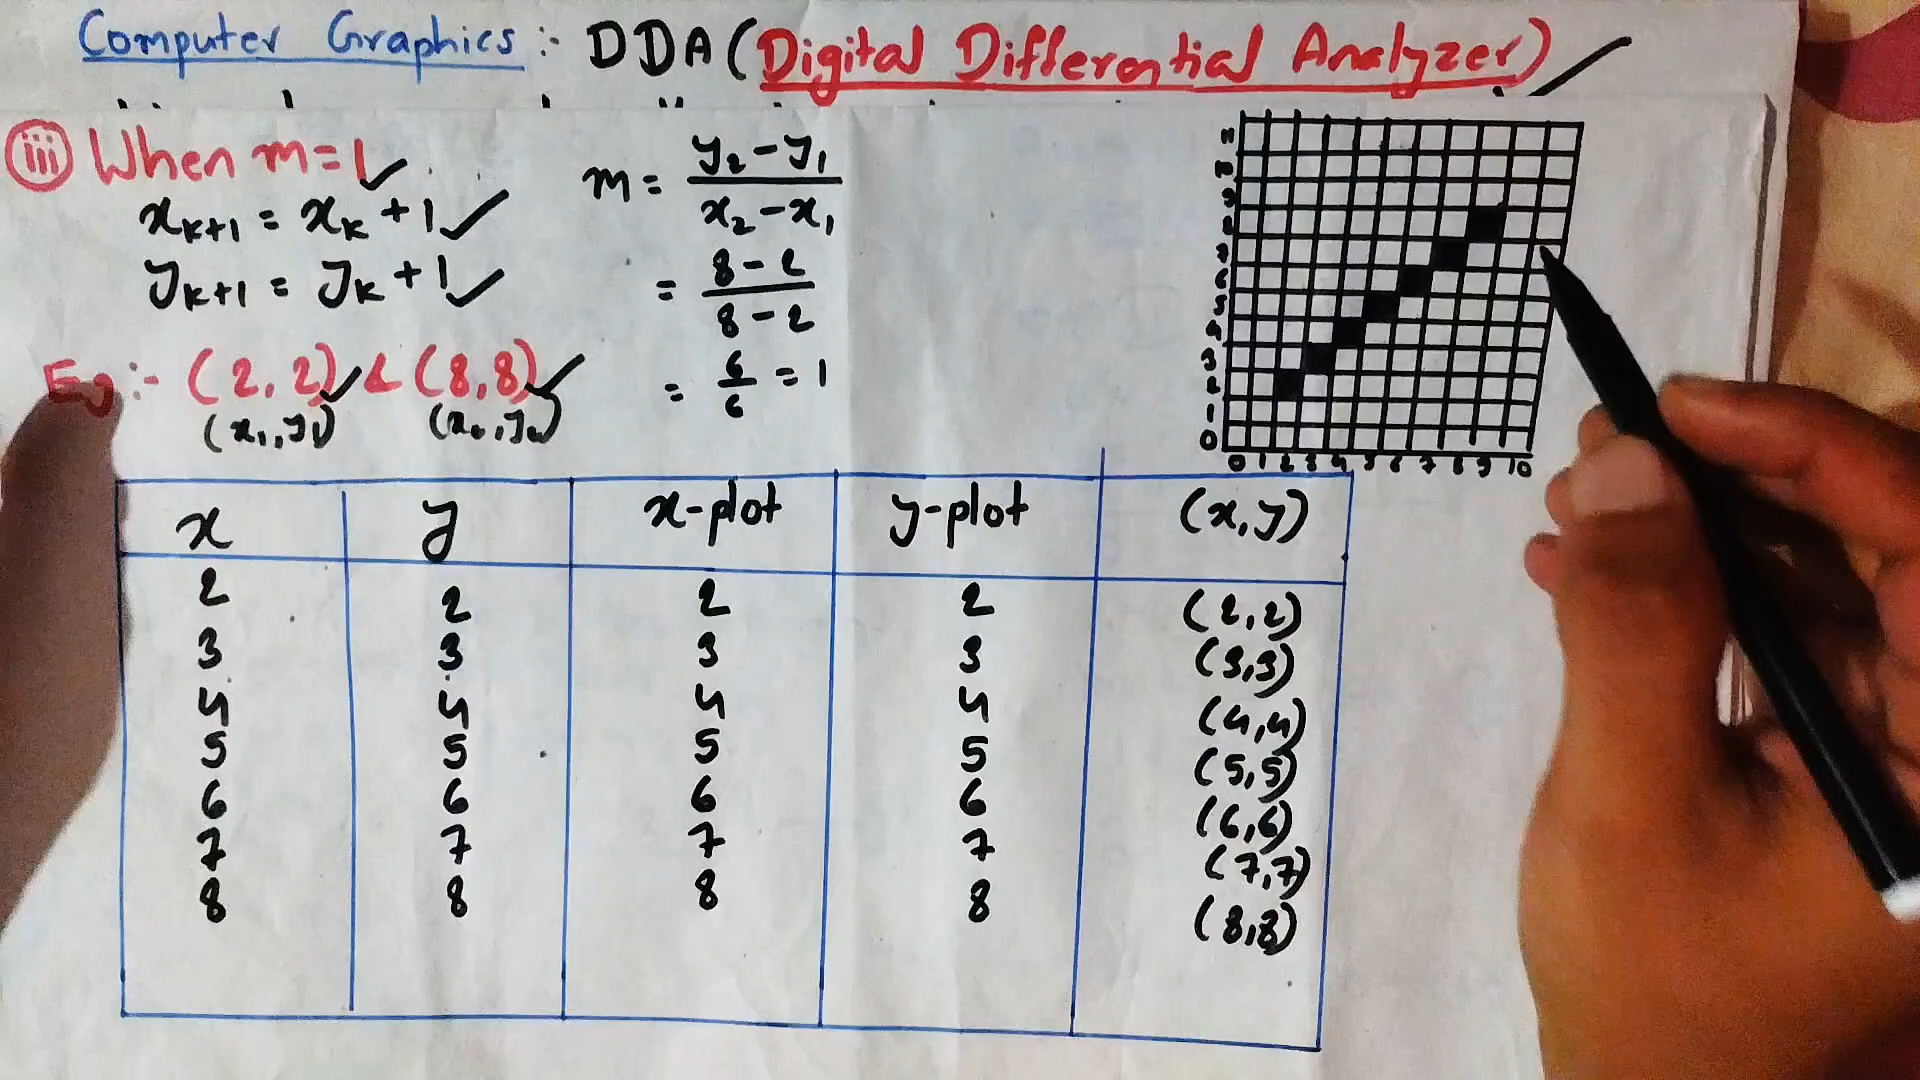 Computer Graphics :- DDA (Digital Differential Analyzer)
iii When m=1
xk+1 = xk + 1
yk+1 = yk + 1
m = y2 - y1 / x2 - x1
= 8 - 2 / 8 - 2
= 6/6 = 1
Eg:- (2,2) & (8,8)
(x1,y1) (x2,y2)
0 1 2 3 4 5 6 7 8 9 10
x y x-plot y-plot (x,y)
2 2 2 2 (2,2)
3 3 3 3 (3,3)
4 4 4 4 (4,4)
5 5 5 5 (5,5)
6 6 6 6 (6,6)
7 7 7 7 (7,7)
8 8 8 8 (8,8)